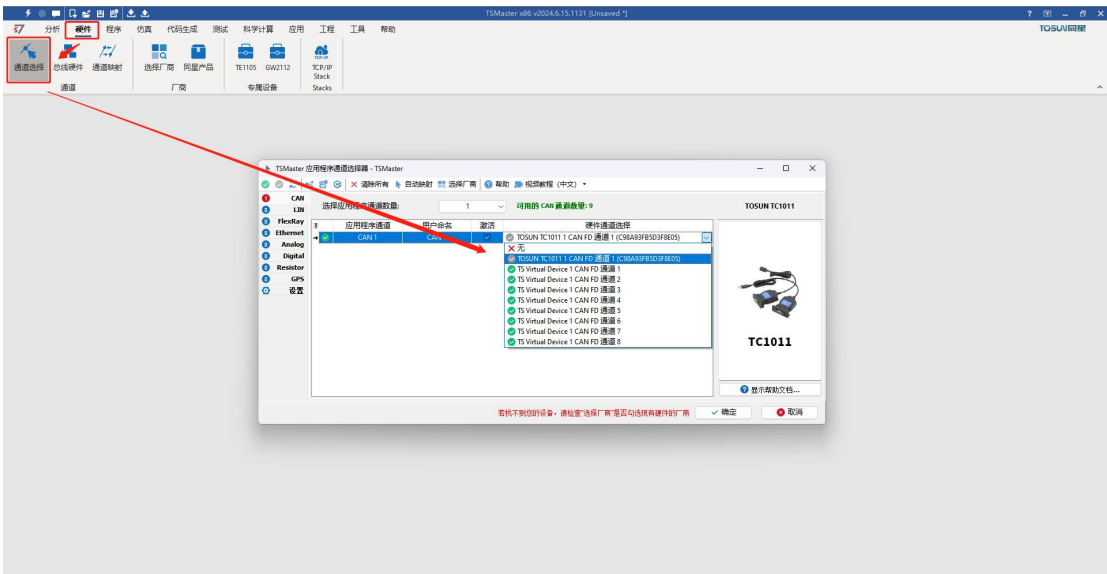 TSMaster x86 v2024.6.15.1131 [Unsaved *]
分析 硬件 程序 仿真 代码生成 测试 科学计算 应用 工程 工具 帮助
TOSUN同星
通道选择 总线硬件 通道映射 选择厂商 同星产品 TE1105 GW2112 TCP/IP Stack
通道 厂商 专属设备 Stacks
TSMaster 应用程序通道选择器 - TSMaster
清除所有 自动映射 选择厂商 帮助 视频教程 (中文)
CAN
LIN
FlexRay
Ethernet
Analog
Digital
Resistor
GPS
设置
选择应用程序通道数量: 1 可用的 CAN 通道数量: 9
TOSUN TC1011
应用程序通道 用户命名 激活 硬件通道选择
CAN 1 TOSUN TC1011 1 CAN FD 通道 1 (C98A93FB5D3F8E05)
无
TOSUN TC1011 1 CAN FD 通道 1 (C98A93FB5D3F8E05)
TS Virtual Device 1 CAN FD 通道 1
TS Virtual Device 1 CAN FD 通道 2
TS Virtual Device 1 CAN FD 通道 3
TS Virtual Device 1 CAN FD 通道 4
TS Virtual Device 1 CAN FD 通道 5
TS Virtual Device 1 CAN FD 通道 6
TS Virtual Device 1 CAN FD 通道 7
TS Virtual Device 1 CAN FD 通道 8
TC1011
显示帮助文档...
若找不到您的设备，请检查"选择厂商"是否勾选现有硬件的厂商
确定 取消